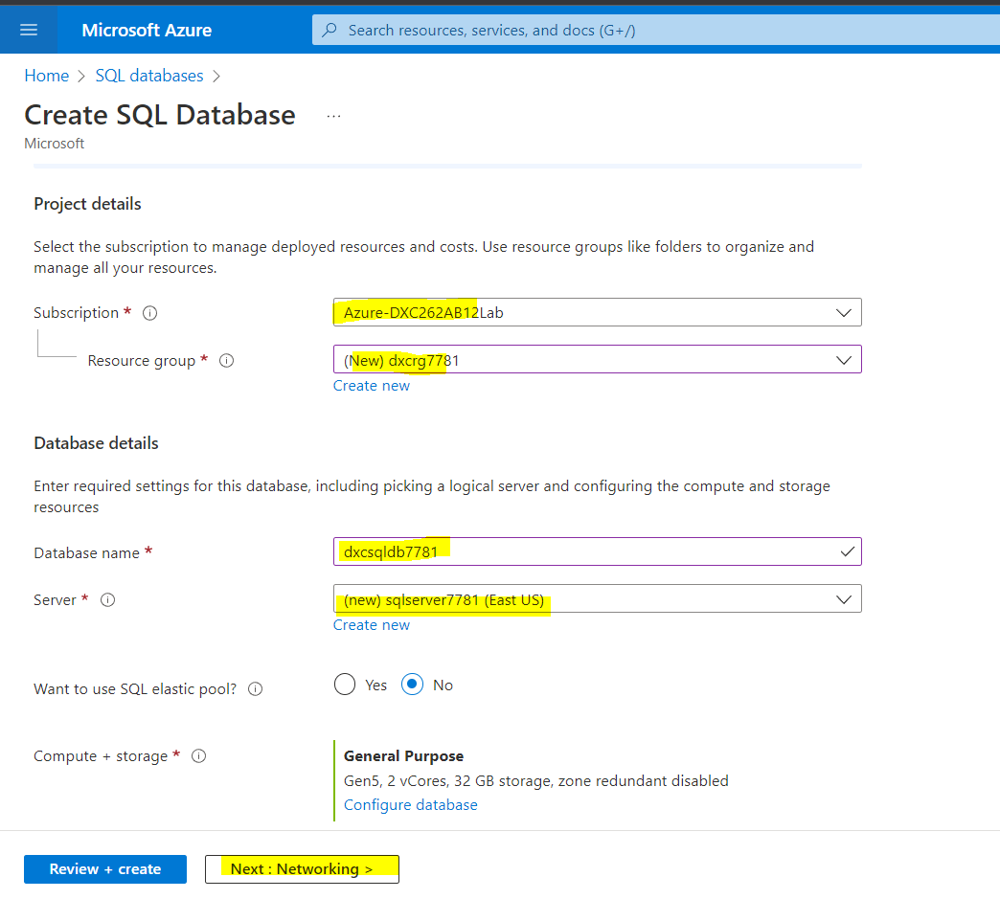 Microsoft Azure
Search resources, services, and docs (G+/)
Home > SQL databases >
Create SQL Database ...
Microsoft
Project details
Select the subscription to manage deployed resources and costs. Use resource groups like folders to organize and
manage all your resources.
Subscription *
Azure-DXC262AB12Lab
Resource group *
(New) dxcrg7781
Create new
Database details
Enter required settings for this database, including picking a logical server and configuring the compute and storage
resources
Database name *
dxcsqldb7781
Server *
(new) sqlserver7781 (East US)
Create new
Want to use SQL elastic pool?
Yes No
Compute + storage *
General Purpose
Gen5, 2 vCores, 32 GB storage, zone redundant disabled
Configure database
Review + create
Next : Networking >